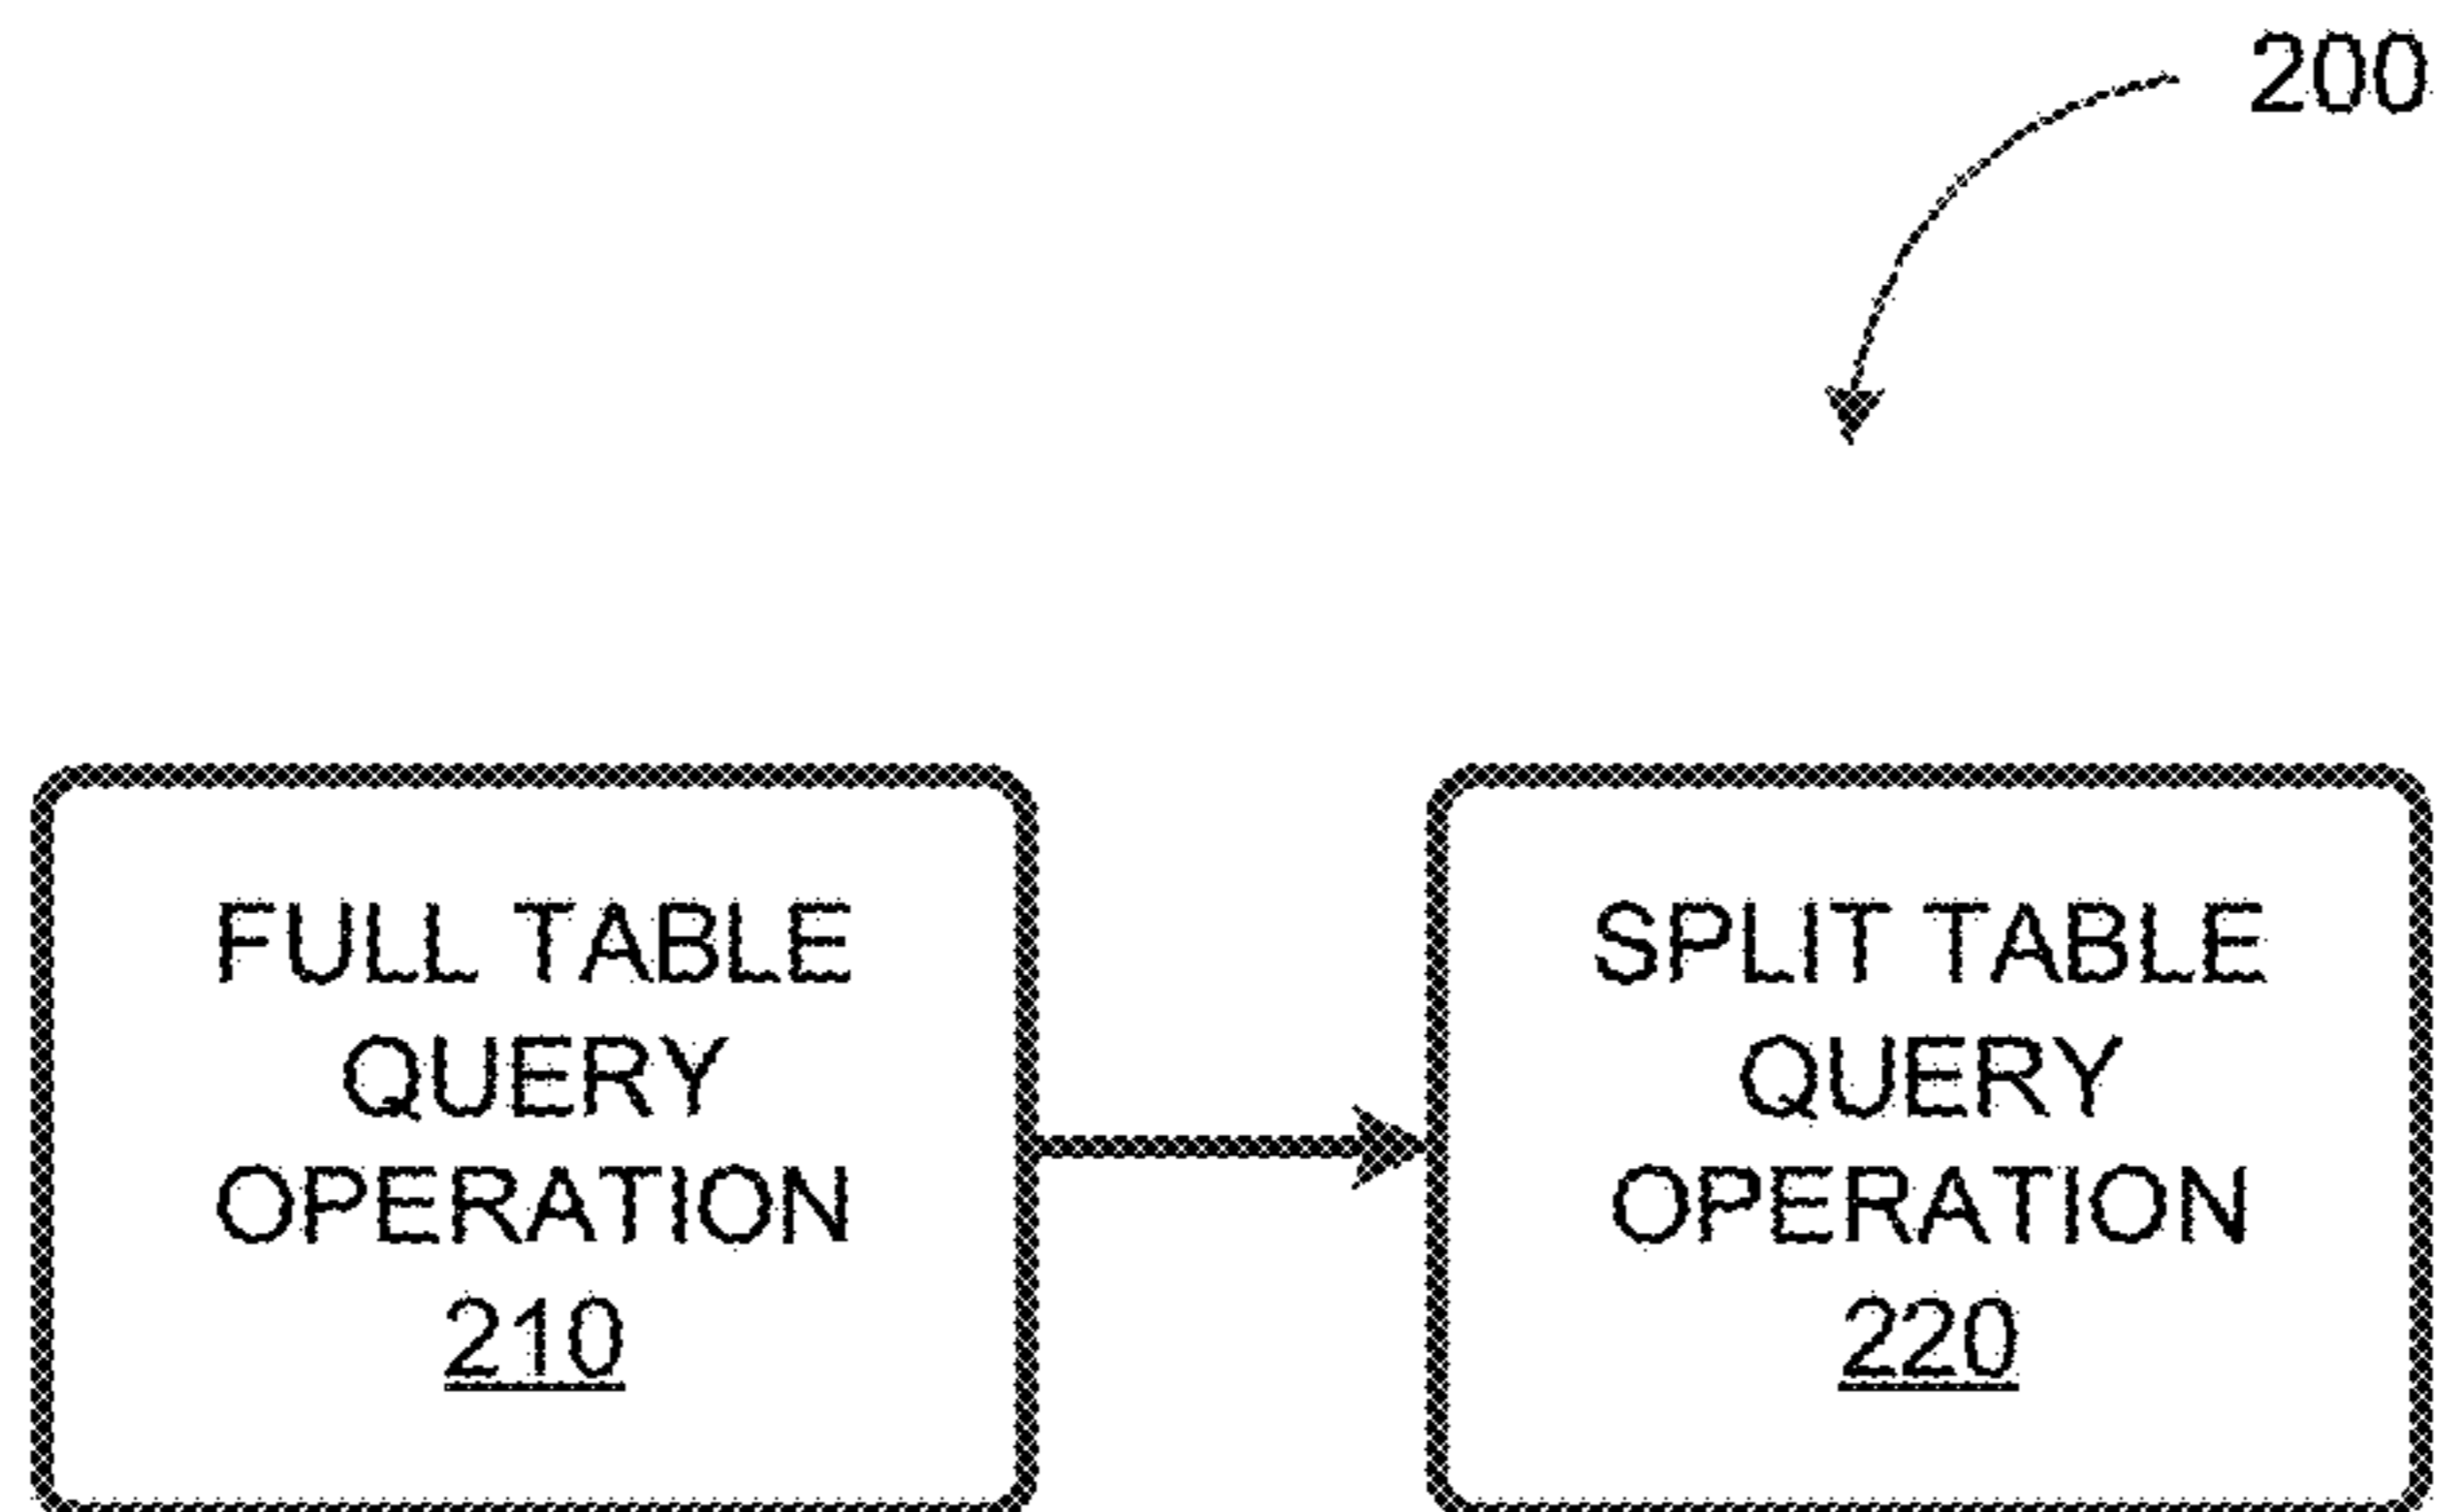 200
FULL TABLE
QUERY
OPERATION
210
SPLIT TABLE
QUERY
OPERATION
220